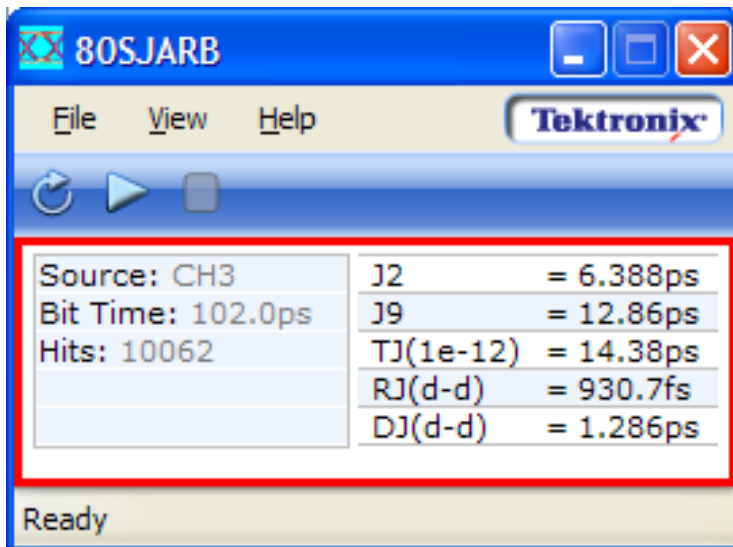 80SJARB
File View Help Tektronix
Source: CH3
Bit Time: 102.0ps
Hits: 10062
J2 = 6.388ps
J9 = 12.86ps
TJ(1e-12) = 14.38ps
RJ(d-d) = 930.7fs
DJ(d-d) = 1.286ps
Ready